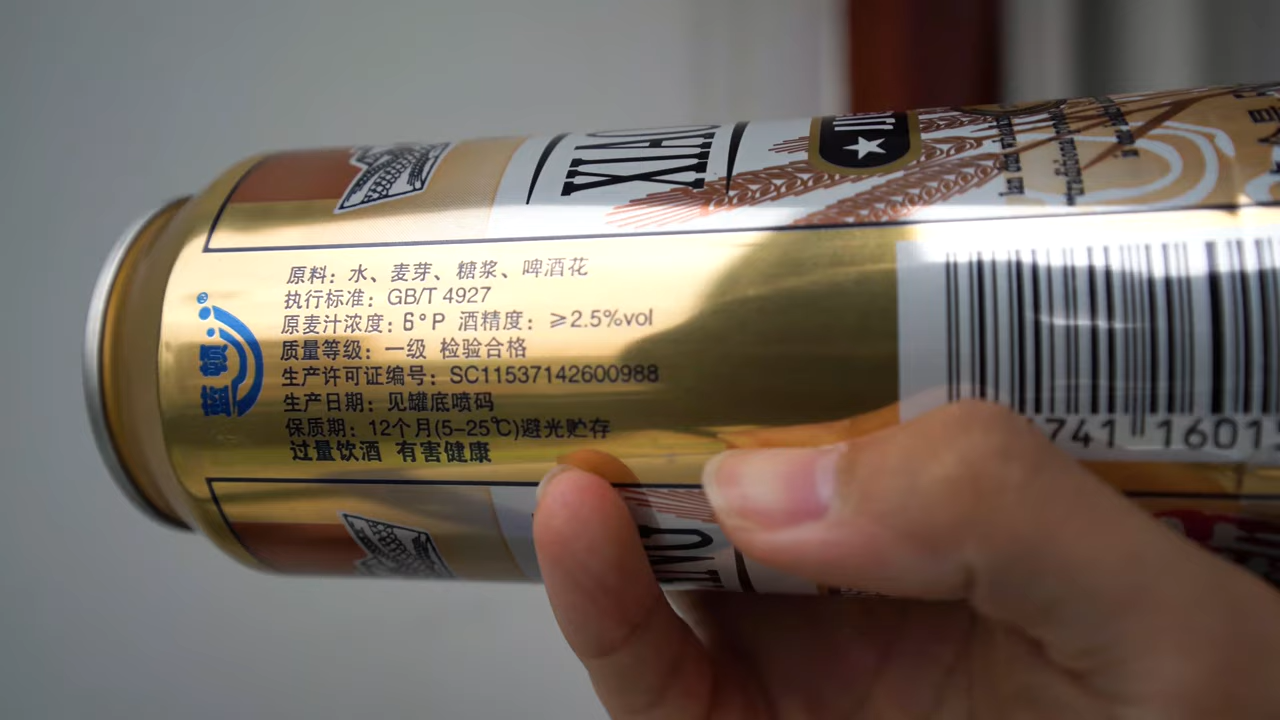 原料：水、麦芽、糖浆、啤酒花
执行标准：GB/T 4927
原麦汁浓度：6°P 酒精度：≥2.5%vol
质量等级：一级 检验合格
生产许可证编号：SC11537142600988
生产日期：见罐底喷码
保质期：12个月(5-25℃)避光贮存
过量饮酒 有害健康
蓝顿
XIAO
741 16013